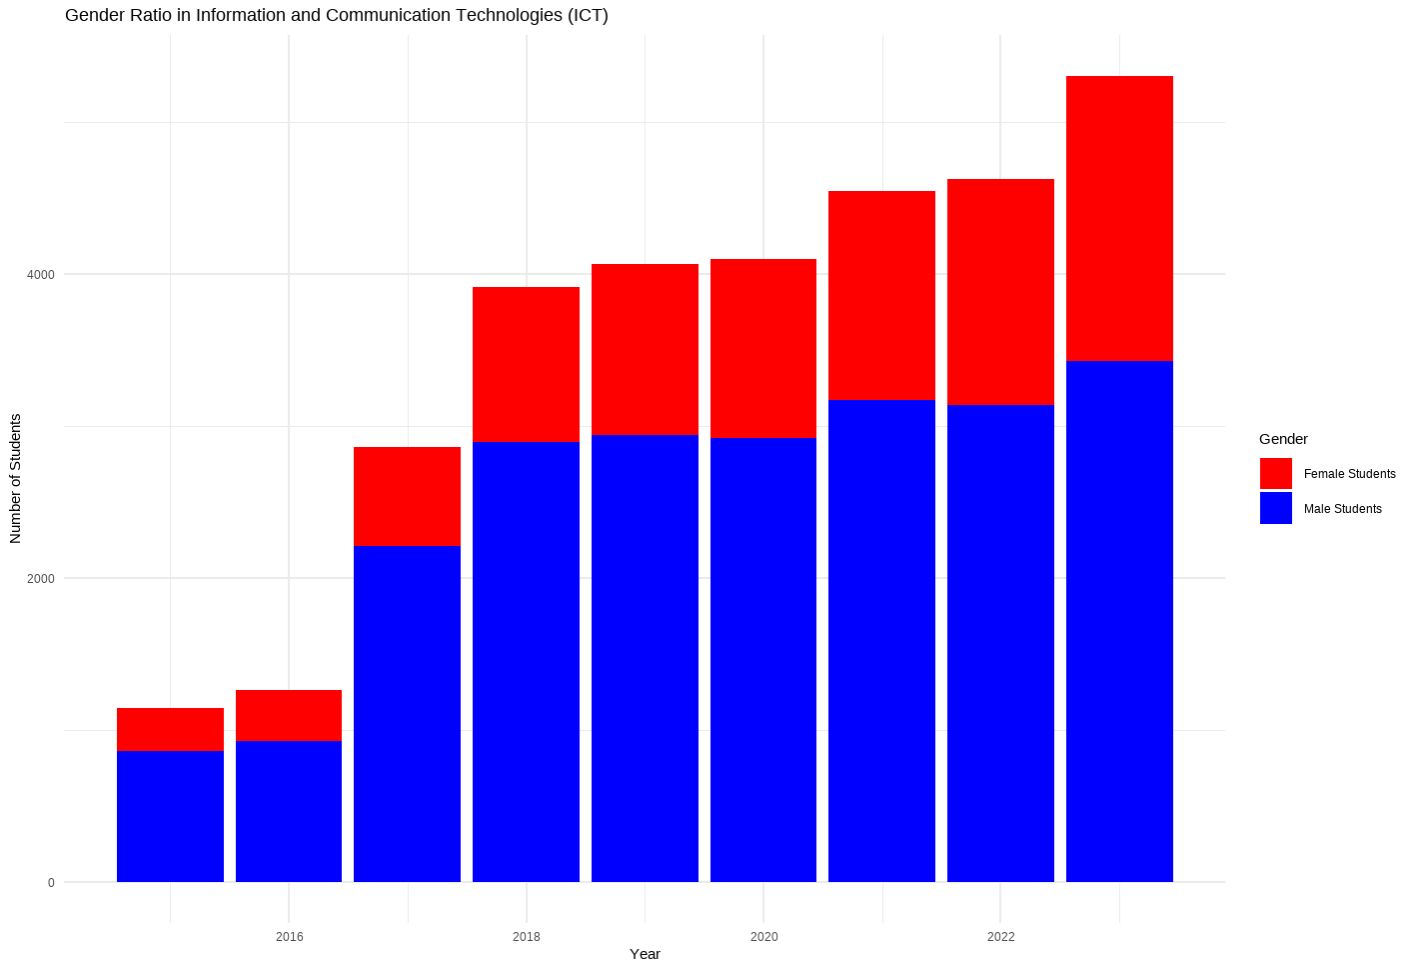 Gender Ratio in Information and Communication Technologies (ICT)
4000
2000
0
Number of Students
2016
2018
2020
2022
Year
Gender
Female Students
Male Students